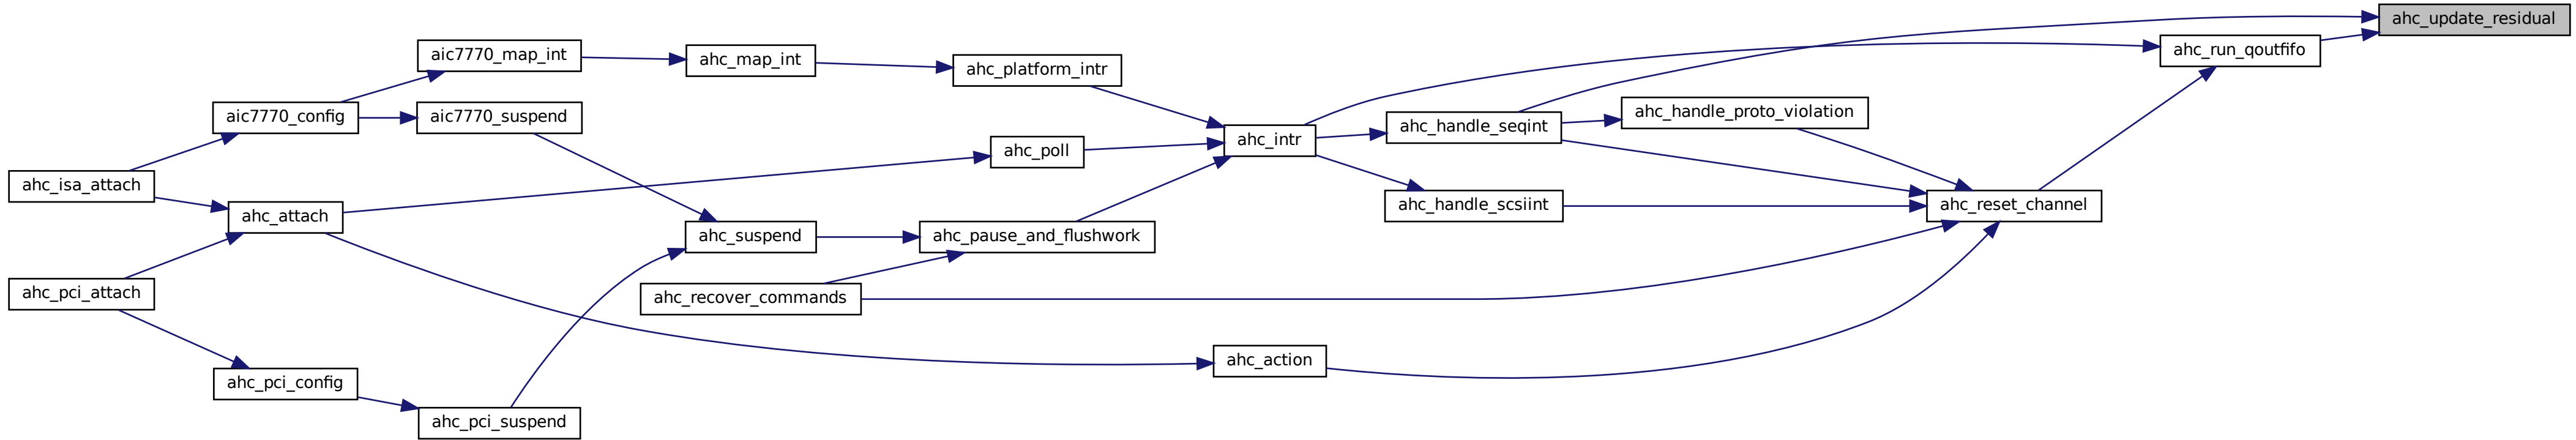 ahc_update_residual
ahc_run_qoutfifo
aic7770_map_int
ahc_map_int
ahc_platform_intr
aic7770_config
aic7770_suspend
ahc_handle_seqint
ahc_handle_proto_violation
ahc_intr
ahc_poll
ahc_isa_attach
ahc_attach
ahc_handle_scsiint
ahc_reset_channel
ahc_suspend
ahc_pause_and_flushwork
ahc_pci_attach
ahc_recover_commands
ahc_action
ahc_pci_config
ahc_pci_suspend